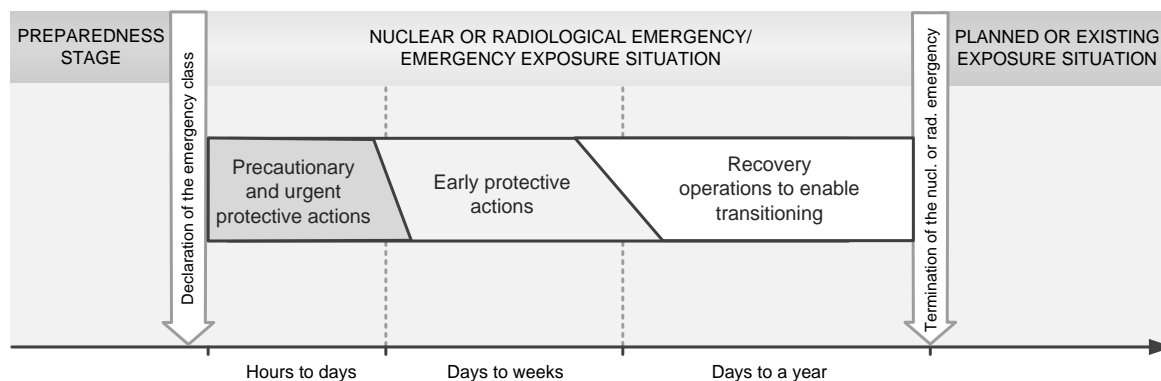 PREPAREDNESS
STAGE
Declaration of the emergency class
NUCLEAR OR RADIOLOGICAL EMERGENCY/
EMERGENCY EXPOSURE SITUATION
Termination of the nucl. or rad. emergency
PLANNED OR EXISTING
EXPOSURE SITUATION
Precautionary
and urgent
protective actions
Early protective
actions
Recovery
operations to enable
transitioning
Hours to days
Days to weeks
Days to a year